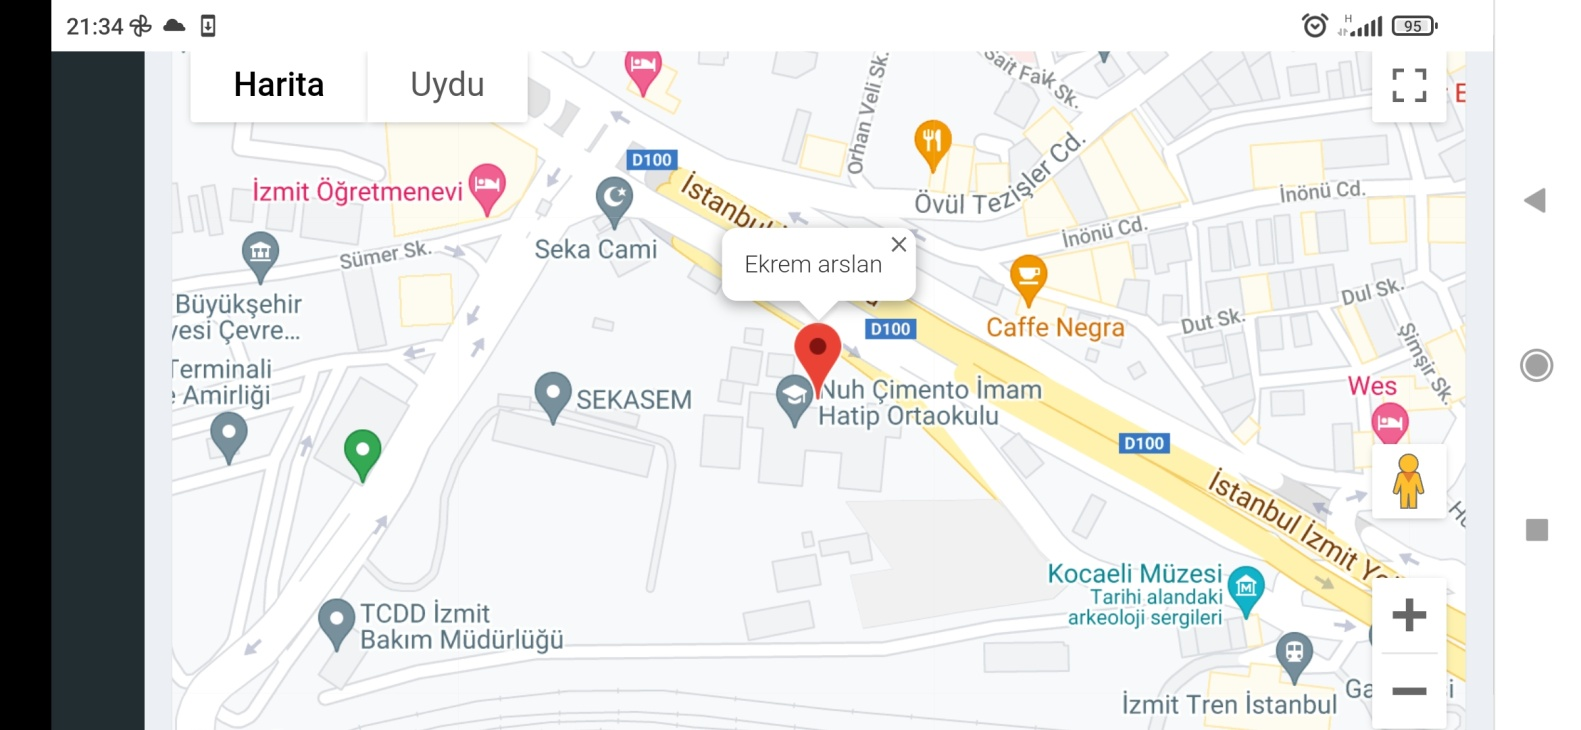 21:34
H
95
Harita
Uydu
Sait Faik Sk.
Orhan Veli Sk.
E
D100
İstanbul
İzmit Öğretmenevi
Övül Tezişler Cd.
İnönü Cd.
İnönü Cd.
Seka Cami
Sümer Sk.
Ekrem arslan
Büyükşehir
yesi Çevre...
D100
Caffe Negra
Dut Sk.
Dul Sk.
Şimşir Sk.
Terminali
Amirliği
SEKASEM
Nuh Çimento İmam
Hatip Ortaokulu
Wes
D100
İstanbul İzmit Yo
Kocaeli Müzesi
Tarihi alandaki
arkeoloji sergileri
TCDD İzmit
Bakım Müdürlüğü
İzmit Tren İstanbul